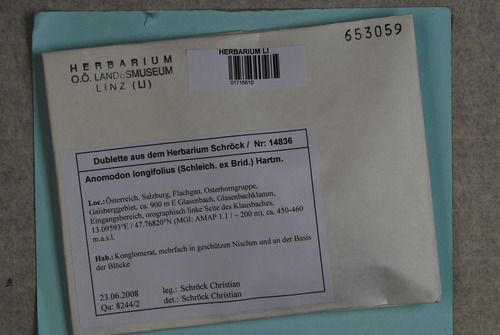 HERBARIUM
O.Ö. LANDESMUSEUM
LINZ (LI)
HERBARIUM LI
01716610
653059
Dublette aus dem Herbarium Schröck / Nr: 14836
Anomodon longifolius (Schleich. ex Brid.) Hartm.
Loc.: Österreich, Salzburg, Flachgau, Osterhorngruppe,
Gaisberggebiet, ca. 900 m E Glasenbach, Glasenbachklamm,
Eingangsbereich, orographisch linke Seite des Klausbaches,
13.09593°E / 47.76820°N (MGI: AMAP 1.1 / ~ 200 m), ca. 450-460
m.a.s.l.
Hab.: Konglomerat, mehrfach in geschützen Nischen und an der Basis
der Blöcke
23.06.2008 leg.: Schröck Christian
Qu: 8244/2 det.: Schröck Christian